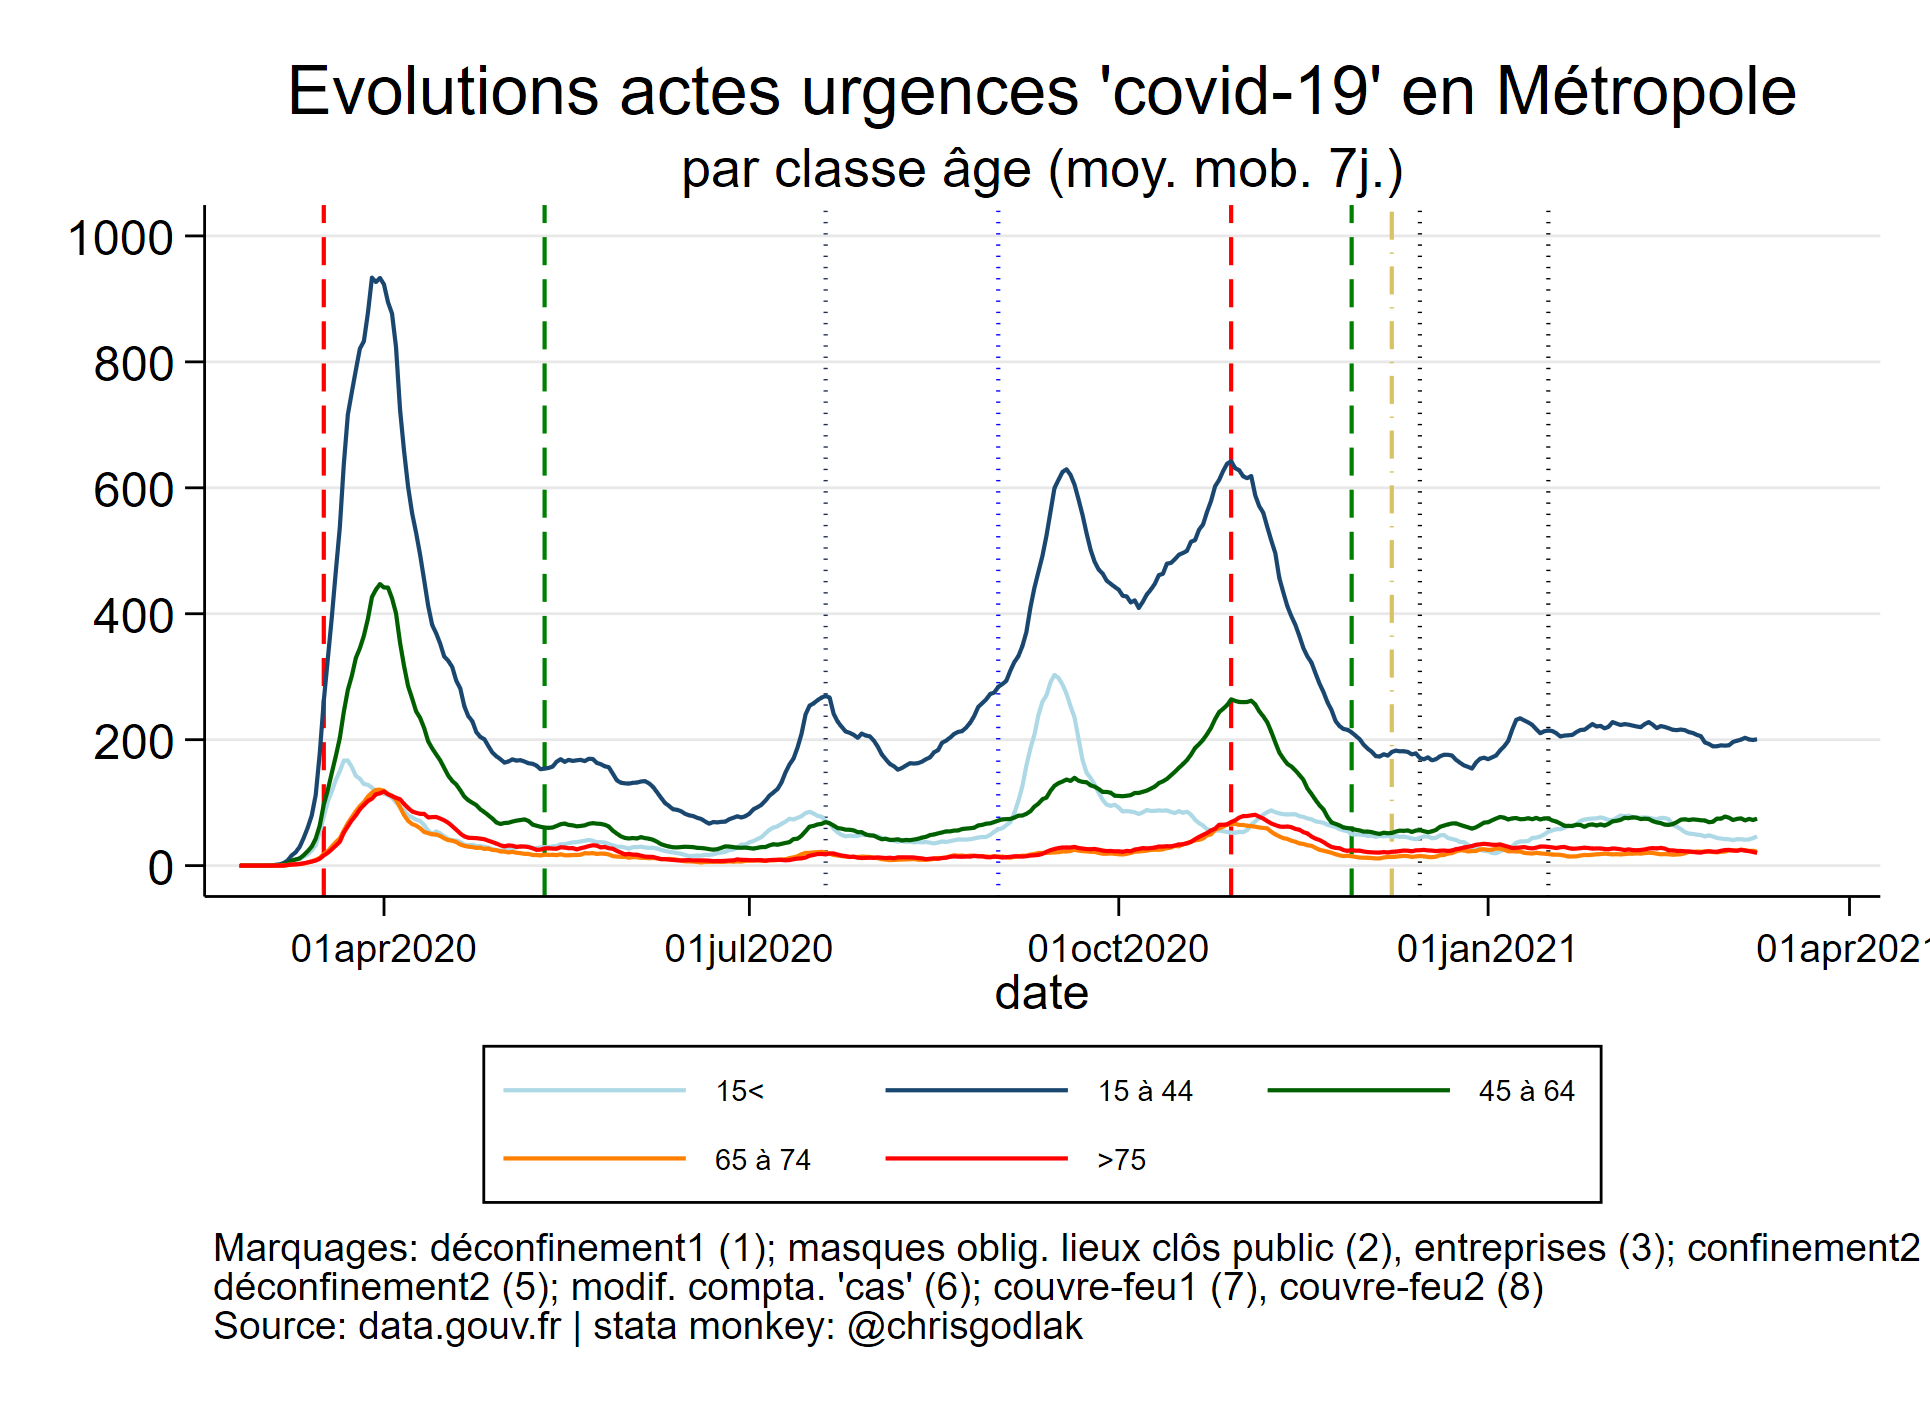 Evolutions actes urgences 'covid-19' en Métropole
par classe âge (moy. mob. 7j.)
1000
800
600
400
200
0
01apr2020 01jul2020 01oct2020 01jan2021 01apr2021
date
15< 15 à 44 45 à 64
65 à 74 >75
Marquages: déconfinement1 (1); masques oblig. lieux clôs public (2), entreprises (3); confinement2
déconfinement2 (5); modif. compta. 'cas' (6); couvre-feu1 (7), couvre-feu2 (8)
Source: data.gouv.fr | stata monkey: @chrisgodlak